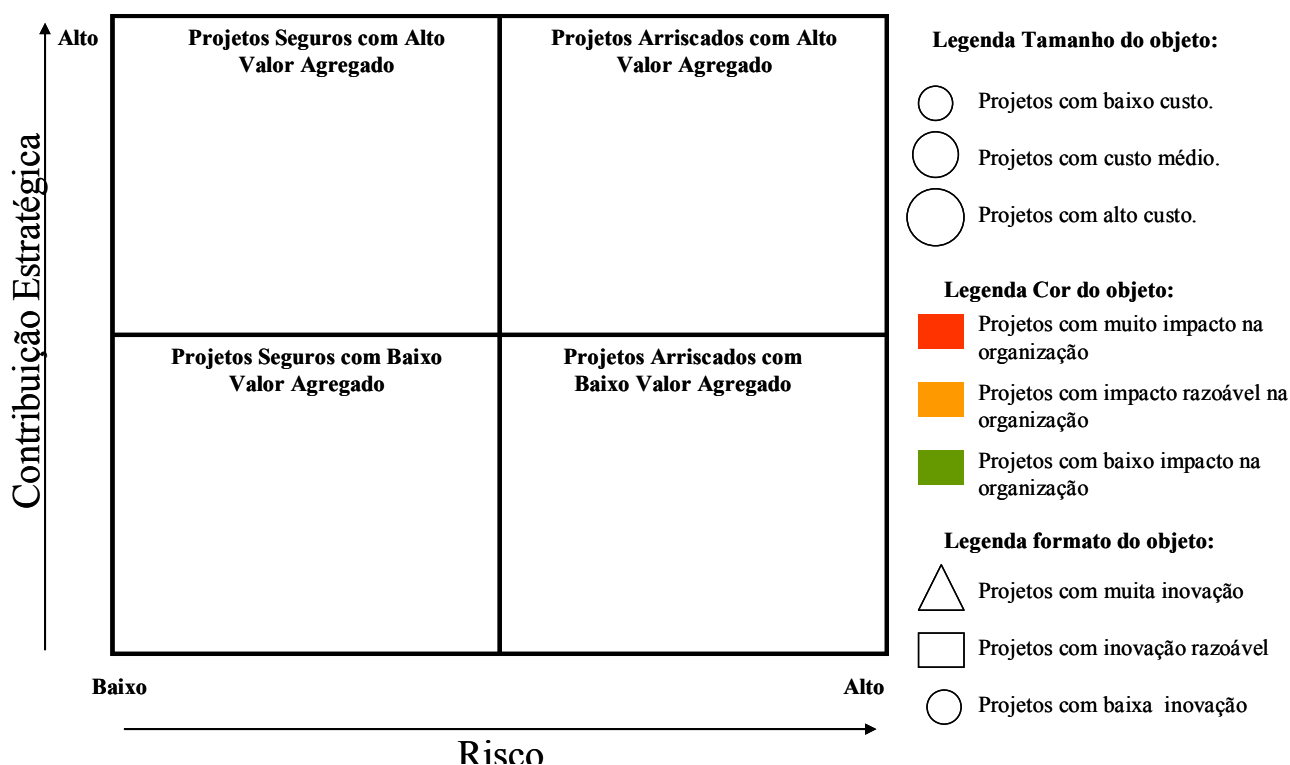 Contribuição Estratégica
Alto
Projetos Seguros com Alto
Valor Agregado
Projetos Arriscados com Alto
Valor Agregado
Projetos Seguros com Baixo
Valor Agregado
Projetos Arriscados com
Baixo Valor Agregado
Baixo
Alto
Risco
Legenda Tamanho do objeto:
Projetos com baixo custo.
Projetos com custo médio.
Projetos com alto custo.
Legenda Cor do objeto:
Projetos com muito impacto na
organização
Projetos com impacto razoável na
organização
Projetos com baixo impacto na
organização
Legenda formato do objeto:
Projetos com muita inovação
Projetos com inovação razoável
Projetos com baixa inovação